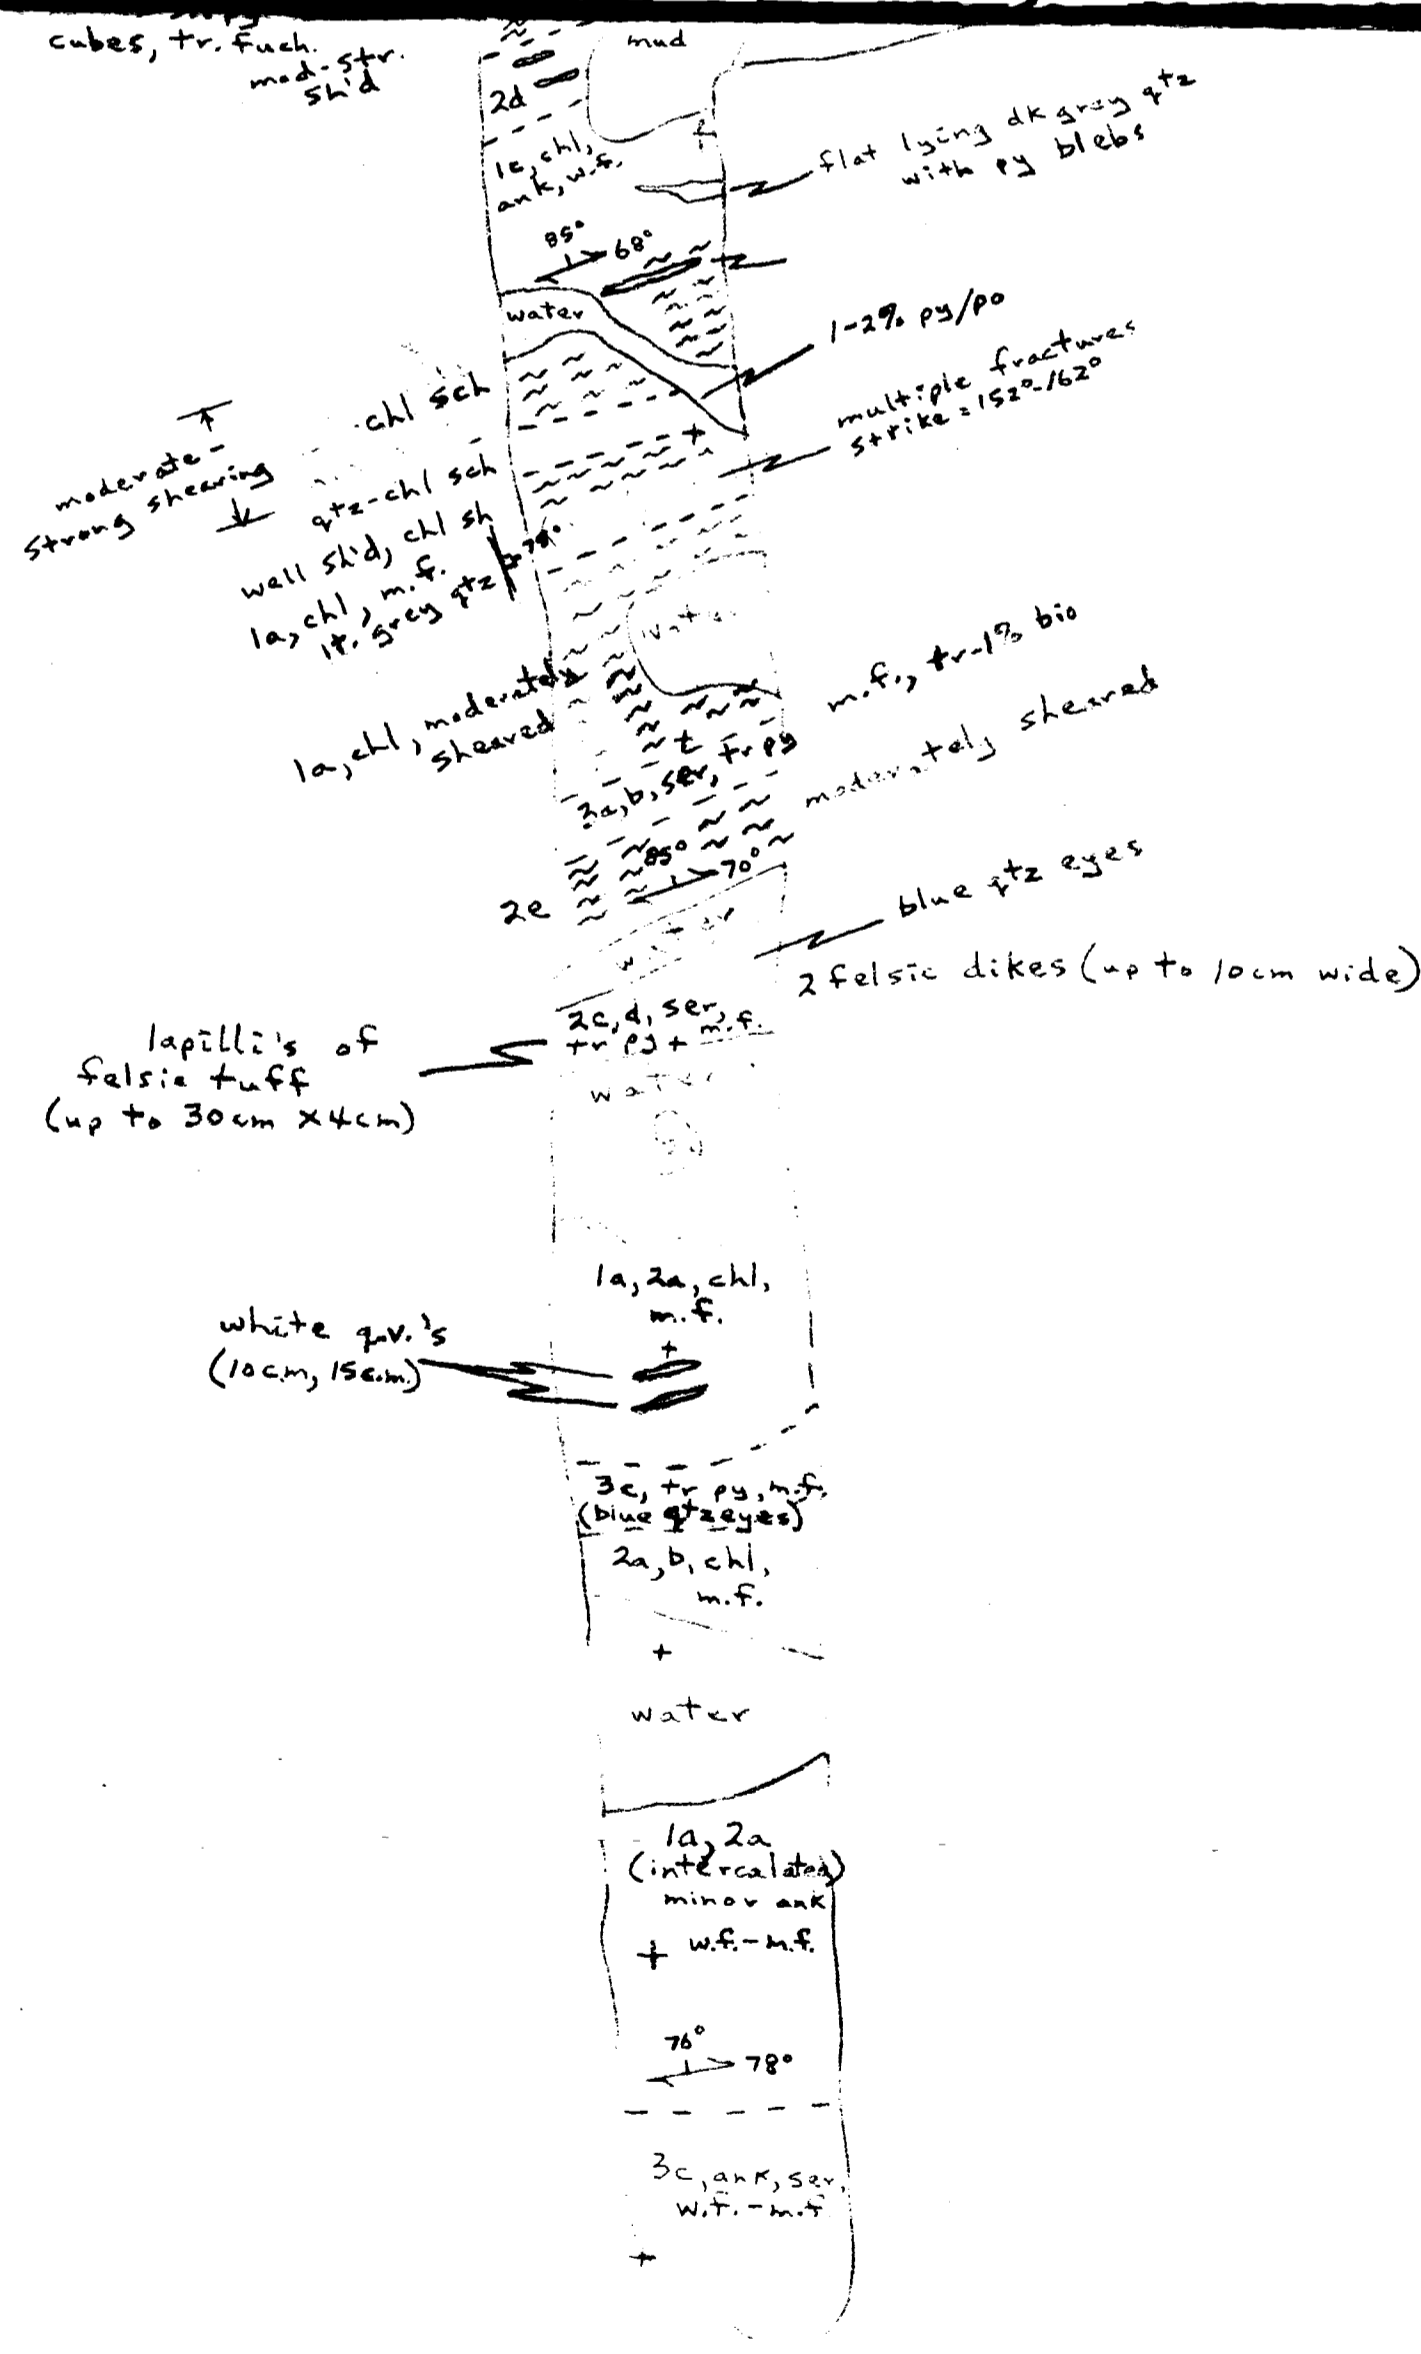 cubes, tr. fuch.
mod-str.
sh'd
mud
2d
1c, chl,
ank, w.f.
f
flat lying dk grey qtz
with py blebs
85°
68°
water
1-2% py/po
chl sch
multiple fractures
strike = 152°-/62°
moderate -
strong shearing
qtz-chl sch
well sh'd, chl sh
1a, chl, m.f.
lt. grey qtz
78°
water
1a, chl, moderately
sheared
m.f., tr-1% bio
3a, b, ser, tr py
moderately sheared
85°
70°
2e
blue qtz eyes
water
2 felsic dikes (up to 10cm wide)
2c, d, ser,
tr py + m.f.
lapilli's of
felsic tuff
(up to 30cm x4cm)
water
1a, 2a, chl,
m.f.
+
white q.v.'s
(10cm, 15cm)
3c, tr py, m.f.
(blue qtz eyes)
2a, b, chl,
m.f.
+
water
1a, 2a
(intercalated)
minor ank
+ w.f.-m.f.
76°
78°
3c, ank, ser,
w.f.-m.f
+